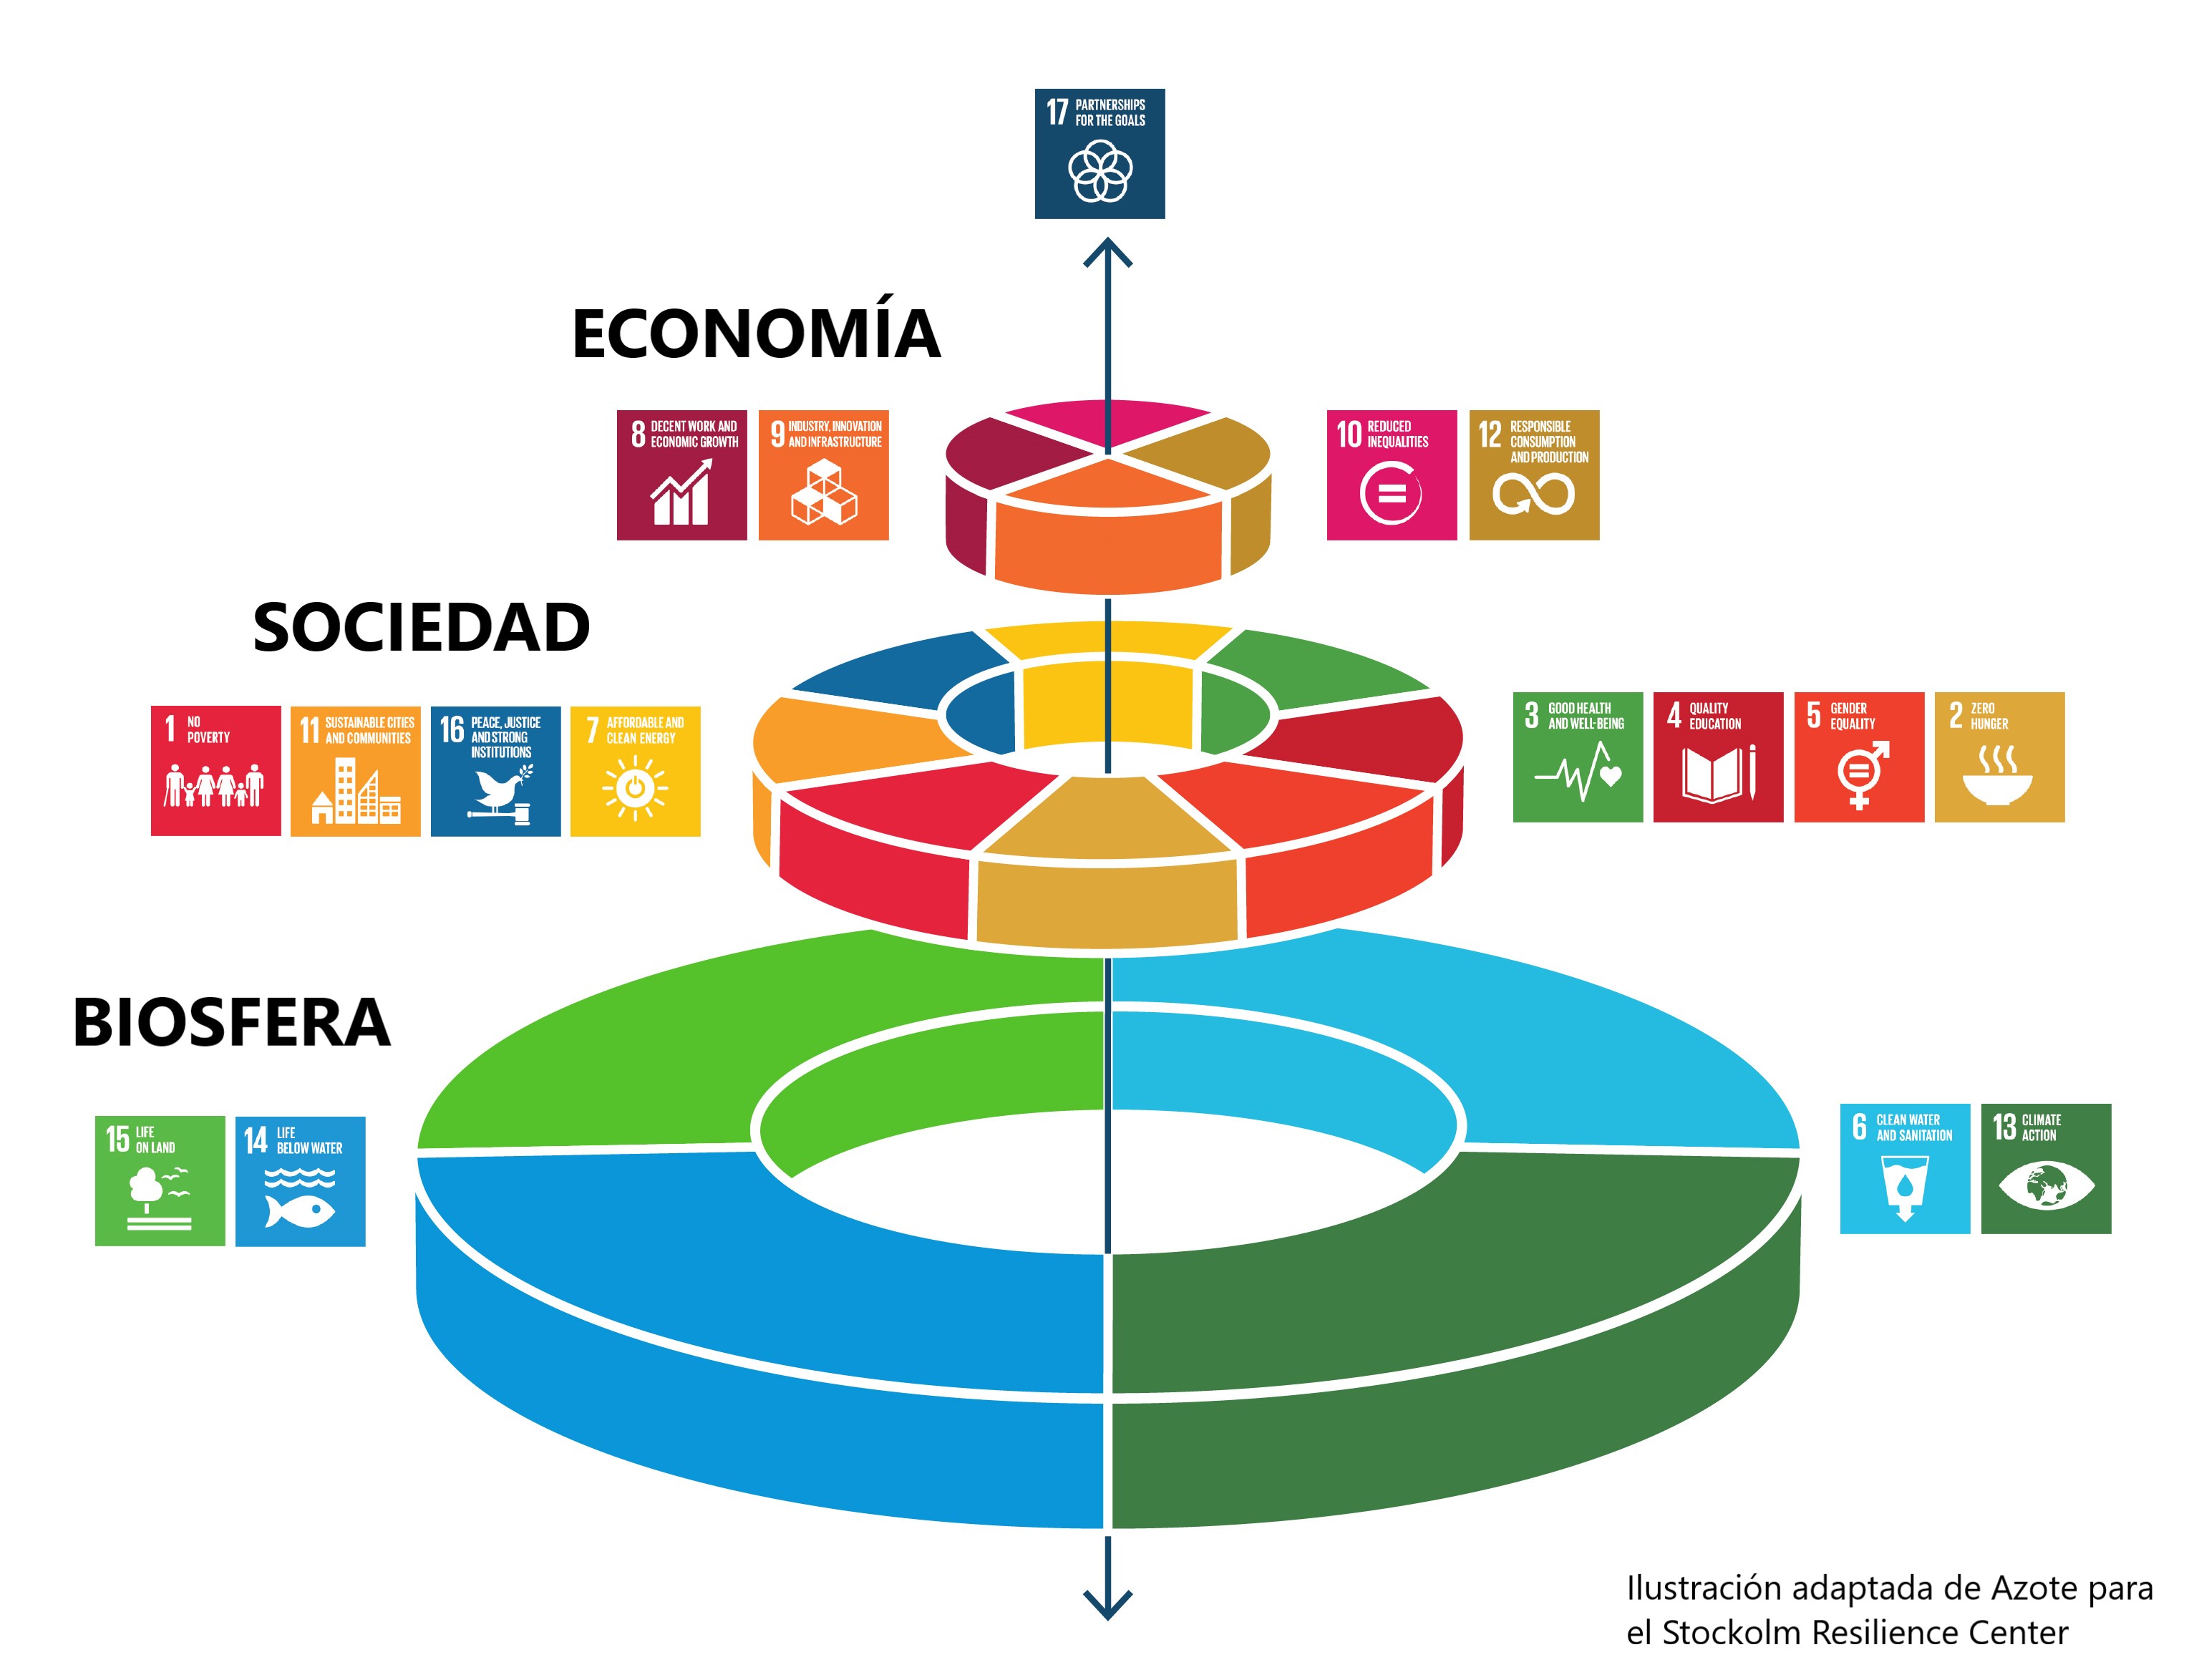 17 PARTNERSHIPS
FOR THE GOALS
ECONOMÍA
8 DECENT WORK AND
ECONOMIC GROWTH
9 INDUSTRY, INNOVATION
AND INFRASTRUCTURE
10 REDUCED
INEQUALITIES
12 RESPONSIBLE
CONSUMPTION
AND PRODUCTION
SOCIEDAD
1 NO
POVERTY
11 SUSTAINABLE CITIES
AND COMMUNITIES
16 PEACE, JUSTICE
AND STRONG
INSTITUTIONS
7 AFFORDABLE AND
CLEAN ENERGY
3 GOOD HEALTH
AND WELL-BEING
4 QUALITY
EDUCATION
5 GENDER
EQUALITY
2 ZERO
HUNGER
BIOSFERA
15 LIFE
ON LAND
14 LIFE
BELOW WATER
6 CLEAN WATER
AND SANITATION
13 CLIMATE
ACTION
Ilustración adaptada de Azote para
el Stockolm Resilience Center